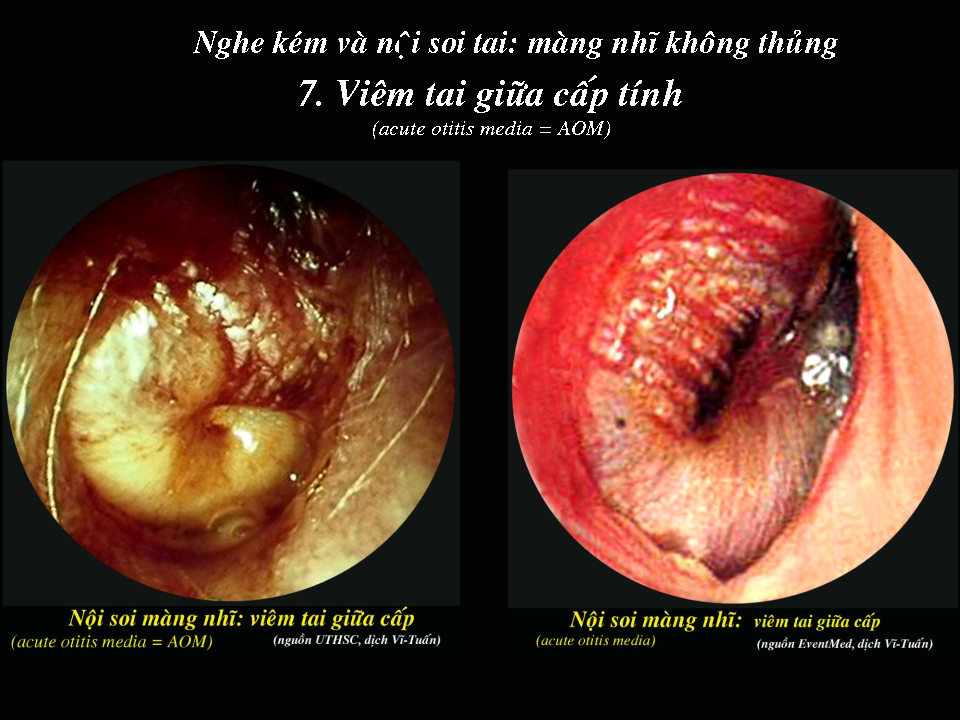 Nghe kém và nội soi tai: màng nhĩ không thủng
7. Viêm tai giữa cấp tính
(acute otitis media = AOM)
Nội soi màng nhĩ: viêm tai giữa cấp
(acute otitis media = AOM)
(nguồn UTHSC, dịch Vĩ-Tuấn)
Nội soi màng nhĩ: viêm tai giữa cấp
(acute otitis media)
(nguồn EventMed, dịch Vĩ-Tuấn)